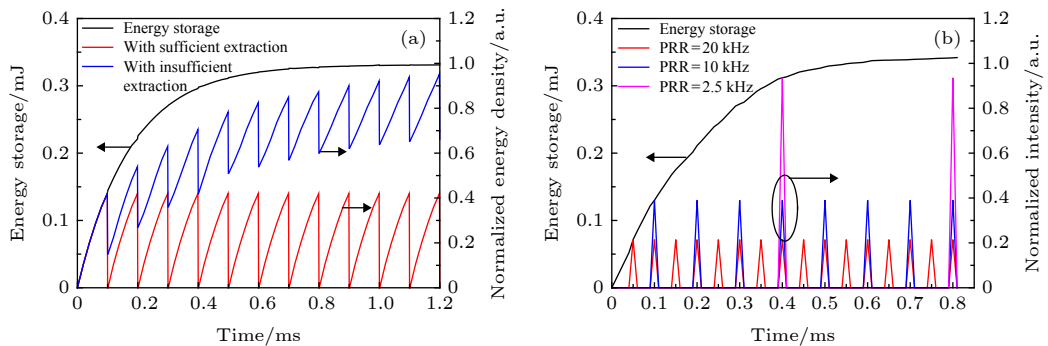 (a)
Energy storage
With sufficient extraction
With insufficient
extraction
Energy storage/mJ
0.4
0.3
0.2
0.1
0
0 0.2 0.4 0.6 0.8 1.0 1.2
Time/ms
1.2
1.0
0.8
0.6
0.4
0.2
0
Normalized energy density/a.u.
(b)
Energy storage
PRR=20 kHz
PRR=10 kHz
PRR=2.5 kHz
Energy storage/mJ
0.4
0.3
0.2
0.1
0
0 0.1 0.2 0.3 0.4 0.5 0.6 0.7 0.8
Time/ms
1.2
1.0
0.8
0.6
0.4
0.2
0
Normalized intensity/a.u.